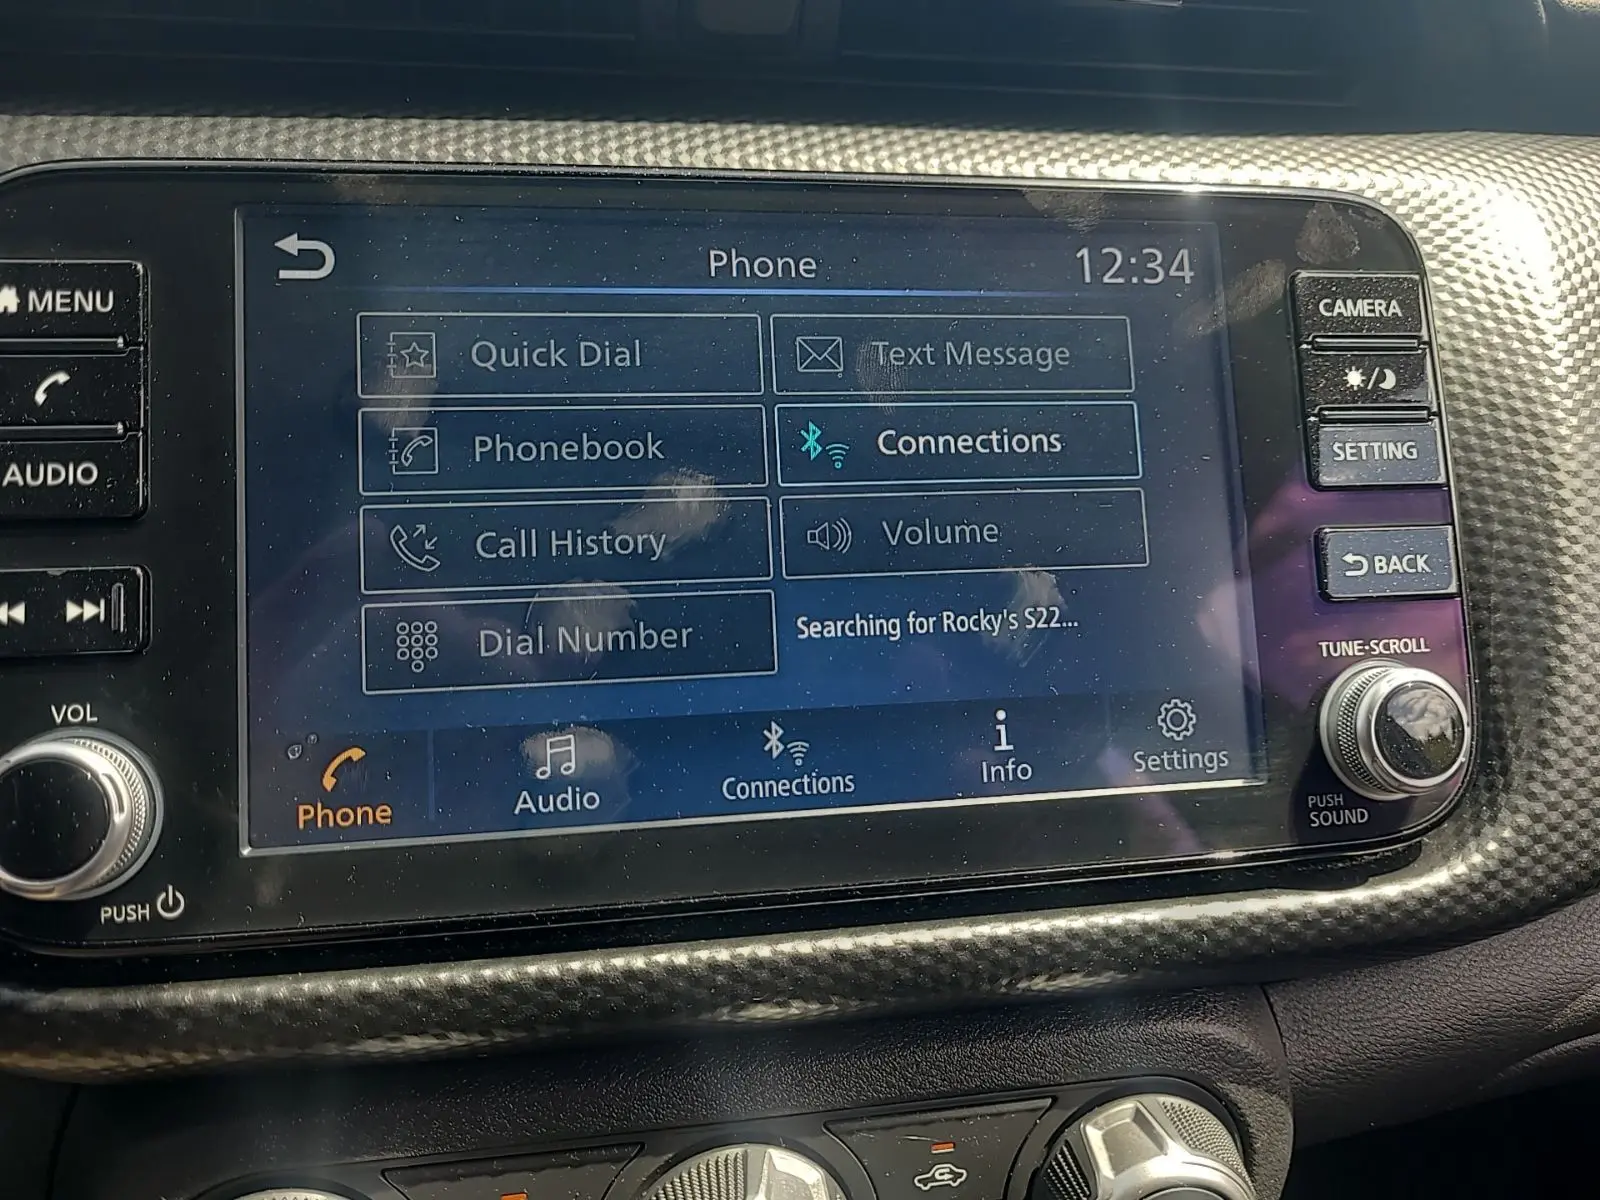 Phone
12:34
MENU
AUDIO
VOL
PUSH
Quick Dial
Text Message
Phonebook
Connections
Call History
Volume
Dial Number
Searching for Rocky's S22...
Phone
Audio
Connections
Info
Settings
CAMERA
SETTING
BACK
TUNE·SCROLL
PUSH
SOUND